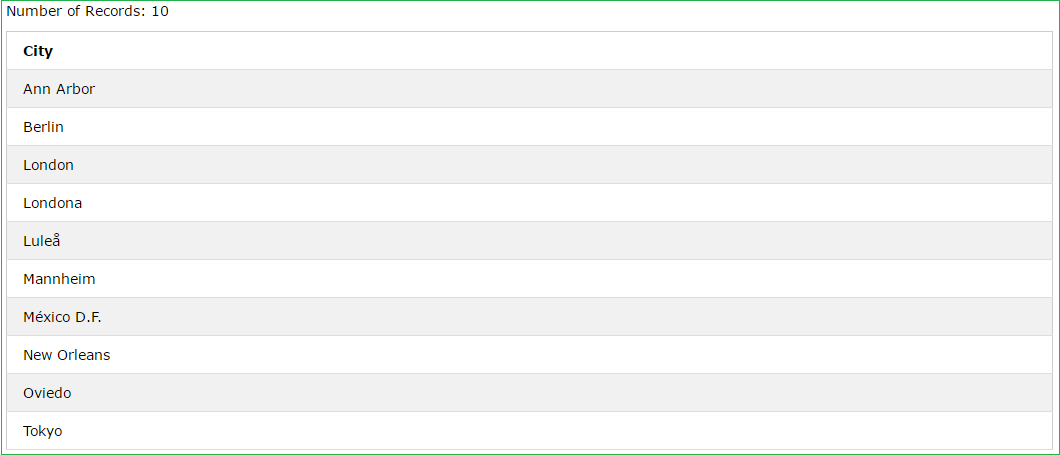 Number of Records: 10
City
Ann Arbor
Berlin
London
Londona
Luleå
Mannheim
México D.F.
New Orleans
Oviedo
Tokyo